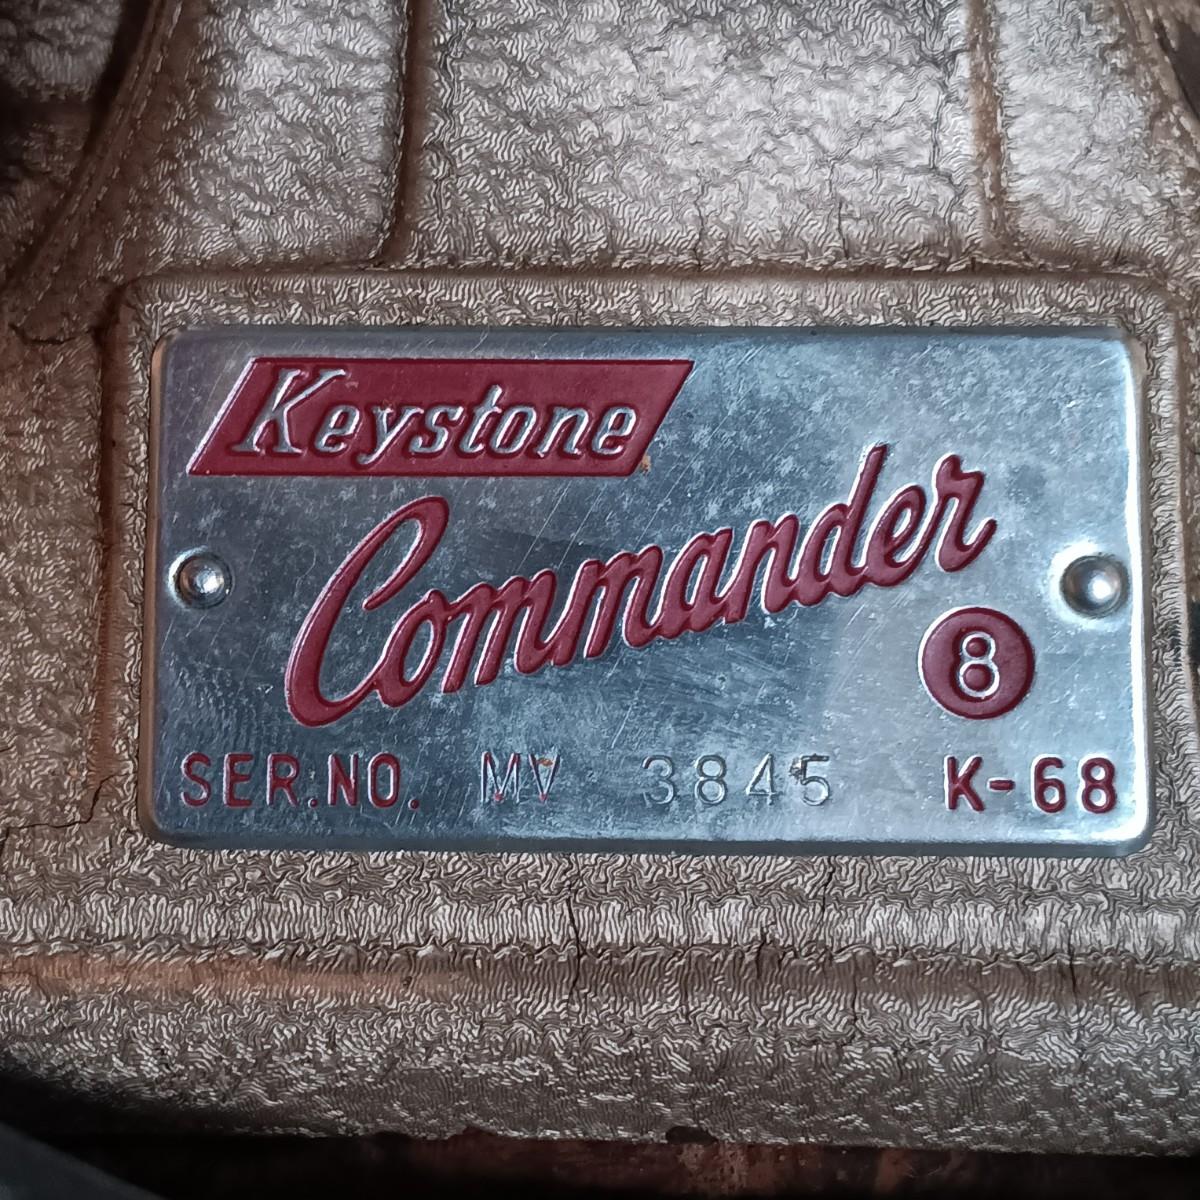 Keystone
Commander
8
SER.NO. MV 3845 K-68